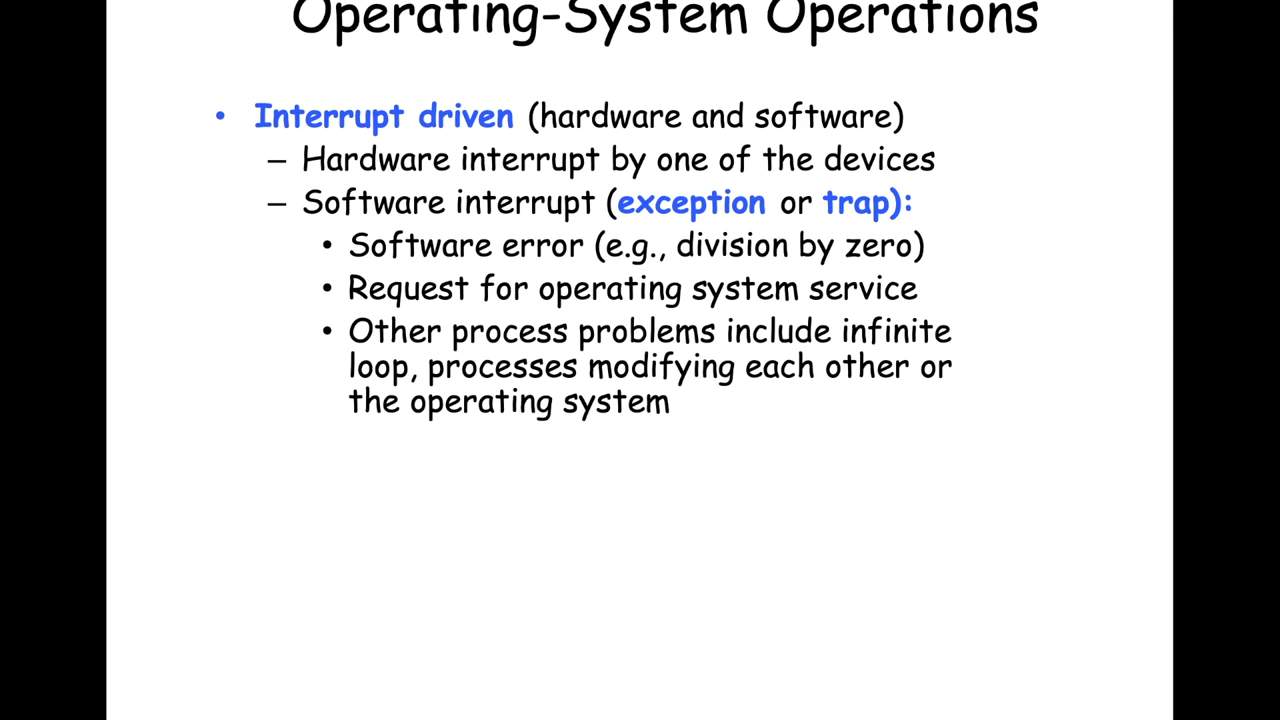 Operating-System Operations
• Interrupt driven (hardware and software)
– Hardware interrupt by one of the devices
– Software interrupt (exception or trap):
• Software error (e.g., division by zero)
• Request for operating system service
• Other process problems include infinite
loop, processes modifying each other or
the operating system